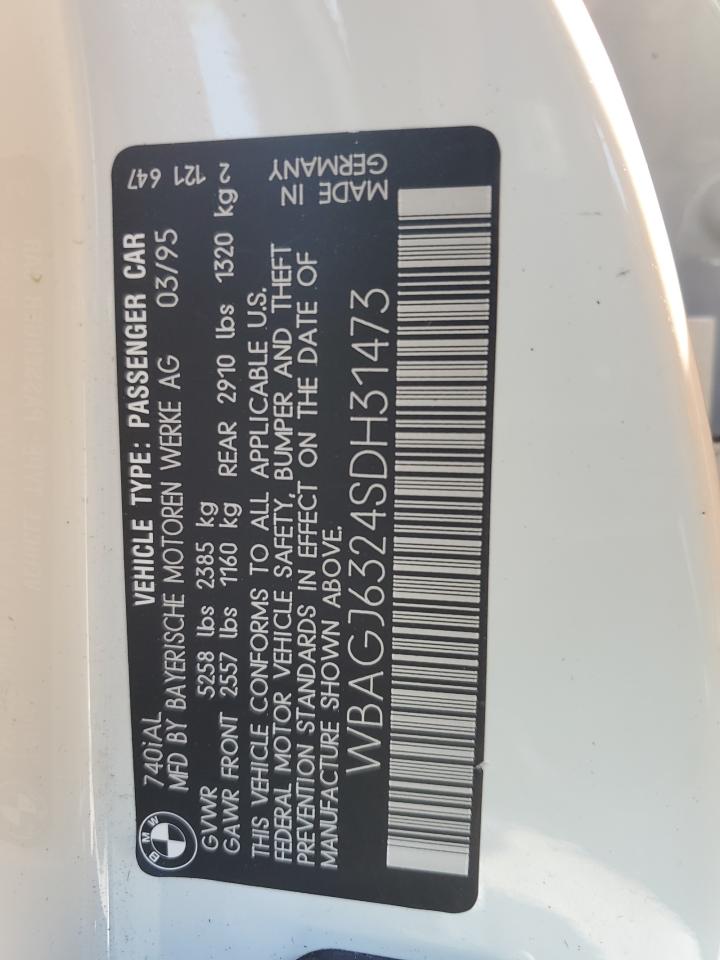 BMW
740iAL VEHICLE TYPE: PASSENGER CAR
MFD BY BAYERISCHE MOTOREN WERKE AG 03/95
GVWR 5258 lbs 2385 kg
GAWR FRONT 2557 lbs 1160 kg REAR 2910 lbs 1320 kg
THIS VEHICLE CONFORMS TO ALL APPLICABLE U.S.
FEDERAL MOTOR VEHICLE SAFETY, BUMPER AND THEFT
PREVENTION STANDARDS IN EFFECT ON THE DATE OF
MANUFACTURE SHOWN ABOVE.
WBAGJ6324SDH31473
2 121 647
MADE IN
GERMANY